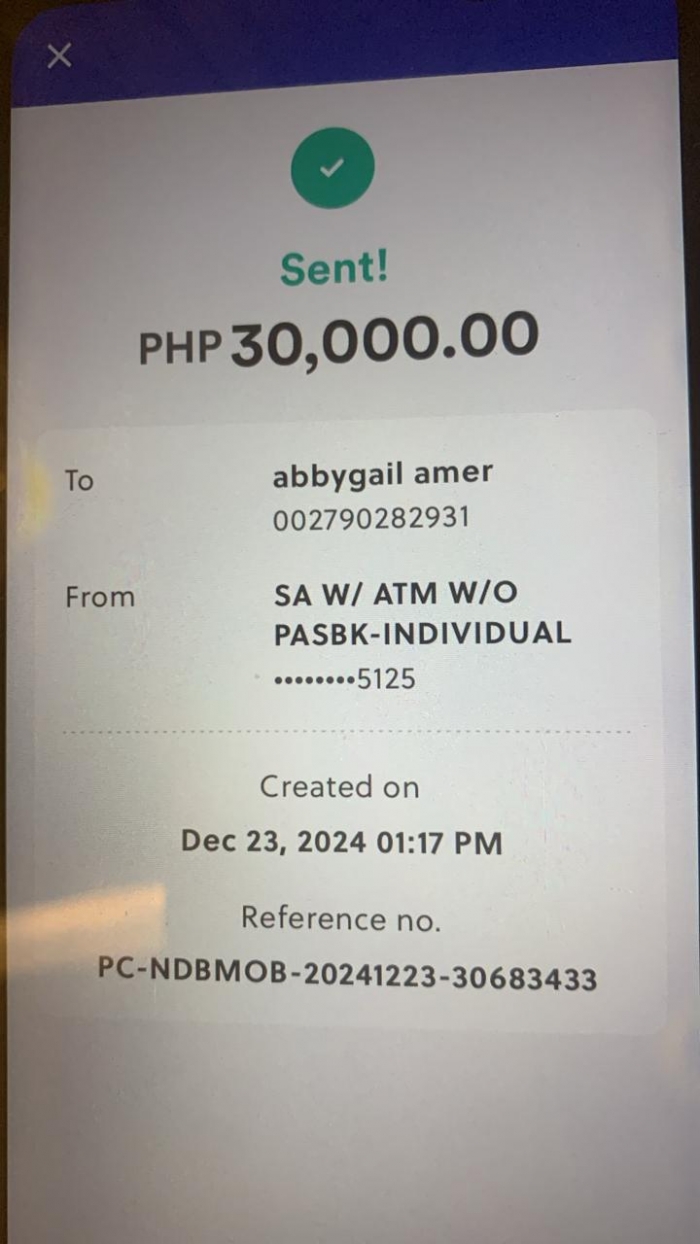 Sent!
PHP 30,000.00
To
abbygail amer
002790282931
From
SA W/ ATM W/O
PASBK-INDIVIDUAL
••••••••5125
Created on
Dec 23, 2024 01:17 PM
Reference no.
PC-NDBMOB-20241223-30683433